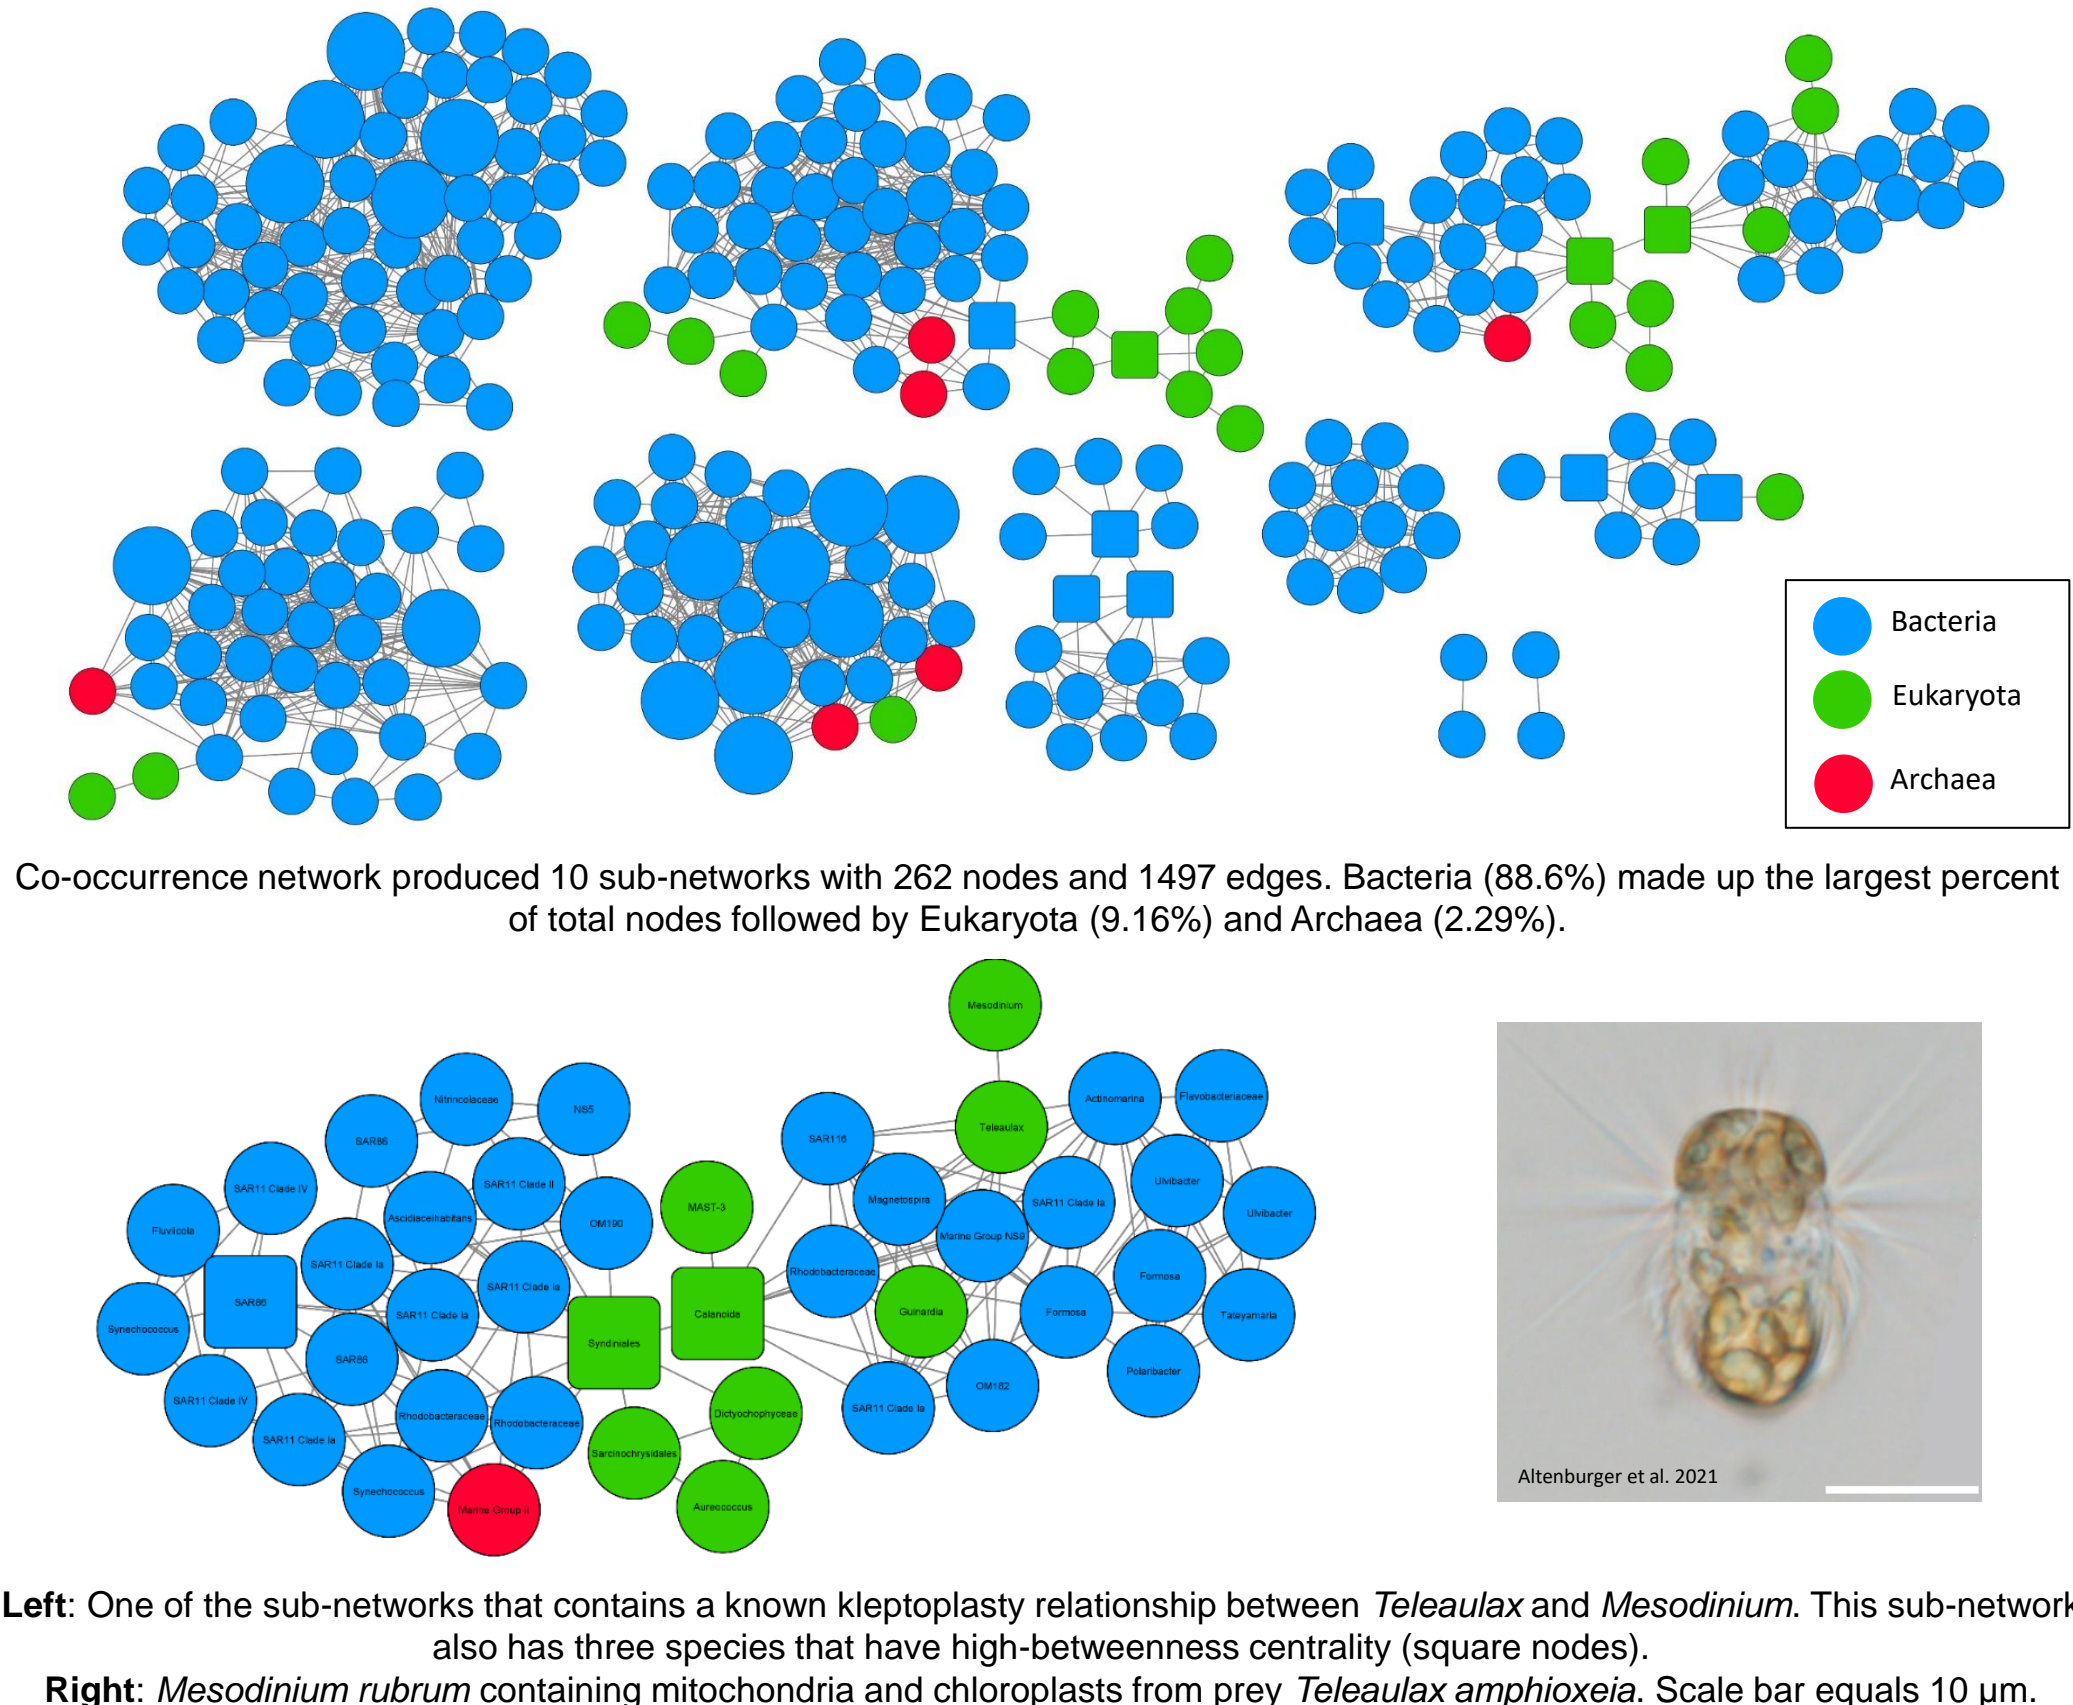 Bacteria
Eukaryota
Archaea
Co-occurrence network produced 10 sub-networks with 262 nodes and 1497 edges. Bacteria (88.6%) made up the largest percent
of total nodes followed by Eukaryota (9.16%) and Archaea (2.29%).
Mesodinium
Nitrincolaceae
NS5
SAR86
SAR11 Clade IV
SAR11 Clade II
Fluviicola
Ascidiaceihabitans
OM190
SAR11 Clade Ia
SAR11 Clade Ia
SAR86
SAR11 Clade Ia
Synechococcus
SAR86
SAR11 Clade IV
SAR11 Clade Ia
Rhodobacteraceae
Rhodobacteraceae
Synechococcus
Marine Group II
MAST-3
Calanoida
Syndiniales
Dictyochophyceae
Sarcinochrysidales
Aureococcus
SAR116
Teleaulax
Actinomarina
Flavobacteriaceae
Magnetospira
SAR11 Clade Ia
Ulvibacter
Ulvibacter
Marine Group NS9
Rhodobacteraceae
Guinardia
Formosa
Formosa
Tateyamaria
Polaribacter
OM182
SAR11 Clade Ia
Altenburger et al. 2021
Left: One of the sub-networks that contains a known kleptoplasty relationship between Teleaulax and Mesodinium. This sub-network
also has three species that have high-betweenness centrality (square nodes).
Right: Mesodinium rubrum containing mitochondria and chloroplasts from prey Teleaulax amphioxeia. Scale bar equals 10 µm.